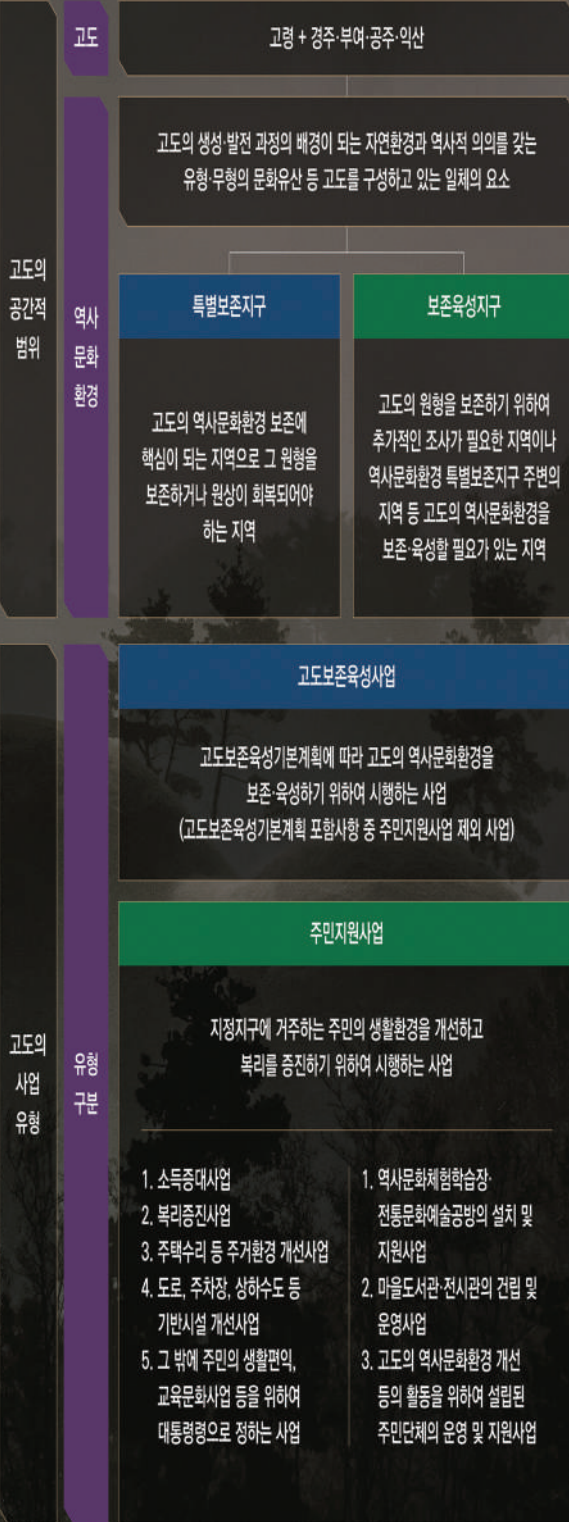 고도의
공간적
범위
고도
고령 + 경주·부여·공주·익산
역사
문화
환경
고도의 생성·발전 과정의 배경이 되는 자연환경과 역사적 의의를 갖는
유형·무형의 문화유산 등 고도를 구성하고 있는 일체의 요소
특별보존지구
고도의 역사문화환경 보존에
핵심이 되는 지역으로 그 원형을
보존하거나 원상이 회복되어야
하는 지역
보존육성지구
고도의 원형을 보존하기 위하여
추가적인 조사가 필요한 지역이나
역사문화환경 특별보존지구 주변의
지역 등 고도의 역사문화환경을
보존·육성할 필요가 있는 지역
고도의
사업
유형
유형
구분
고도보존육성사업
고도보존육성기본계획에 따라 고도의 역사문화환경을
보존·육성하기 위하여 시행하는 사업
(고도보존육성기본계획 포함사항 중 주민지원사업 제외 사업)
주민지원사업
지정지구에 거주하는 주민의 생활환경을 개선하고
복리를 증진하기 위하여 시행하는 사업
1. 소득증대사업
2. 복리증진사업
3. 주택수리 등 주거환경 개선사업
4. 도로, 주차장, 상하수도 등
기반시설 개선사업
5. 그 밖에 주민의 생활편익,
교육문화사업 등을 위하여
대통령령으로 정하는 사업
1. 역사문화체험학습장·
전통문화예술공방의 설치 및
지원사업
2. 마을도서관·전시관의 건립 및
운영사업
3. 고도의 역사문화환경 개선
등의 활동을 위하여 설립된
주민단체의 운영 및 지원사업